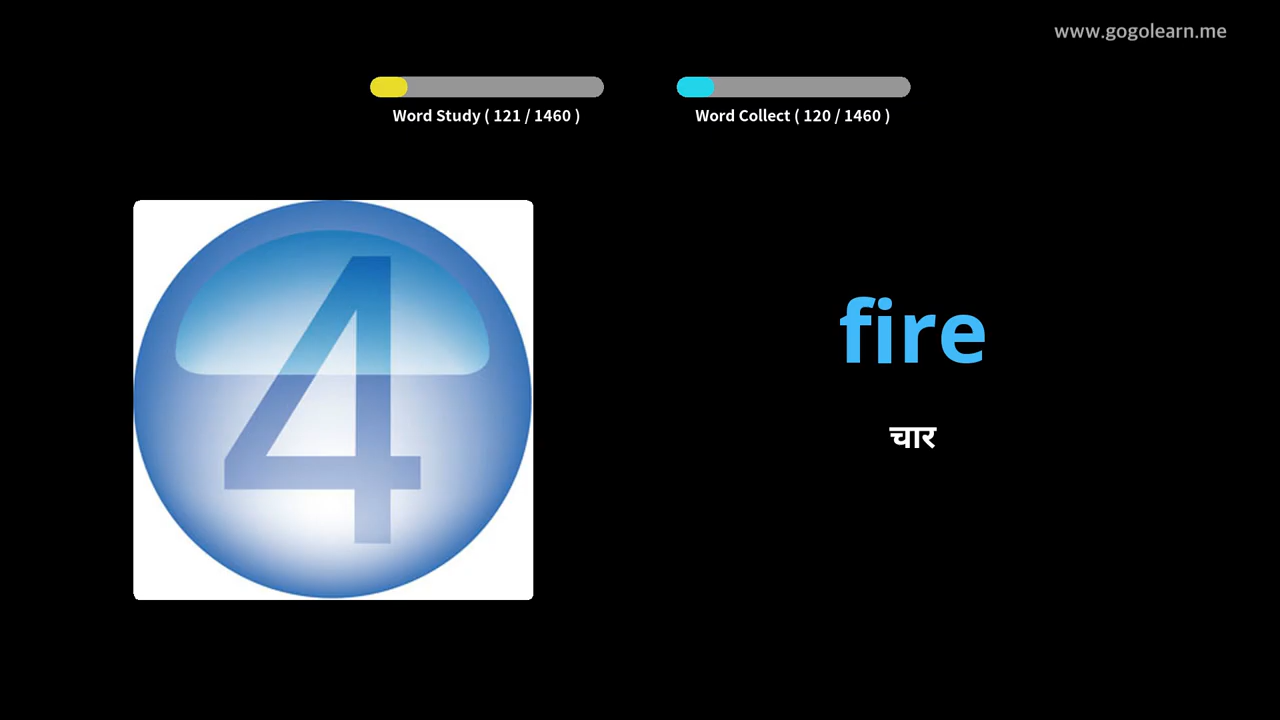 www.gogolearn.me
Word Study ( 121 / 1460 )
Word Collect ( 120 / 1460 )
4
fire
चार